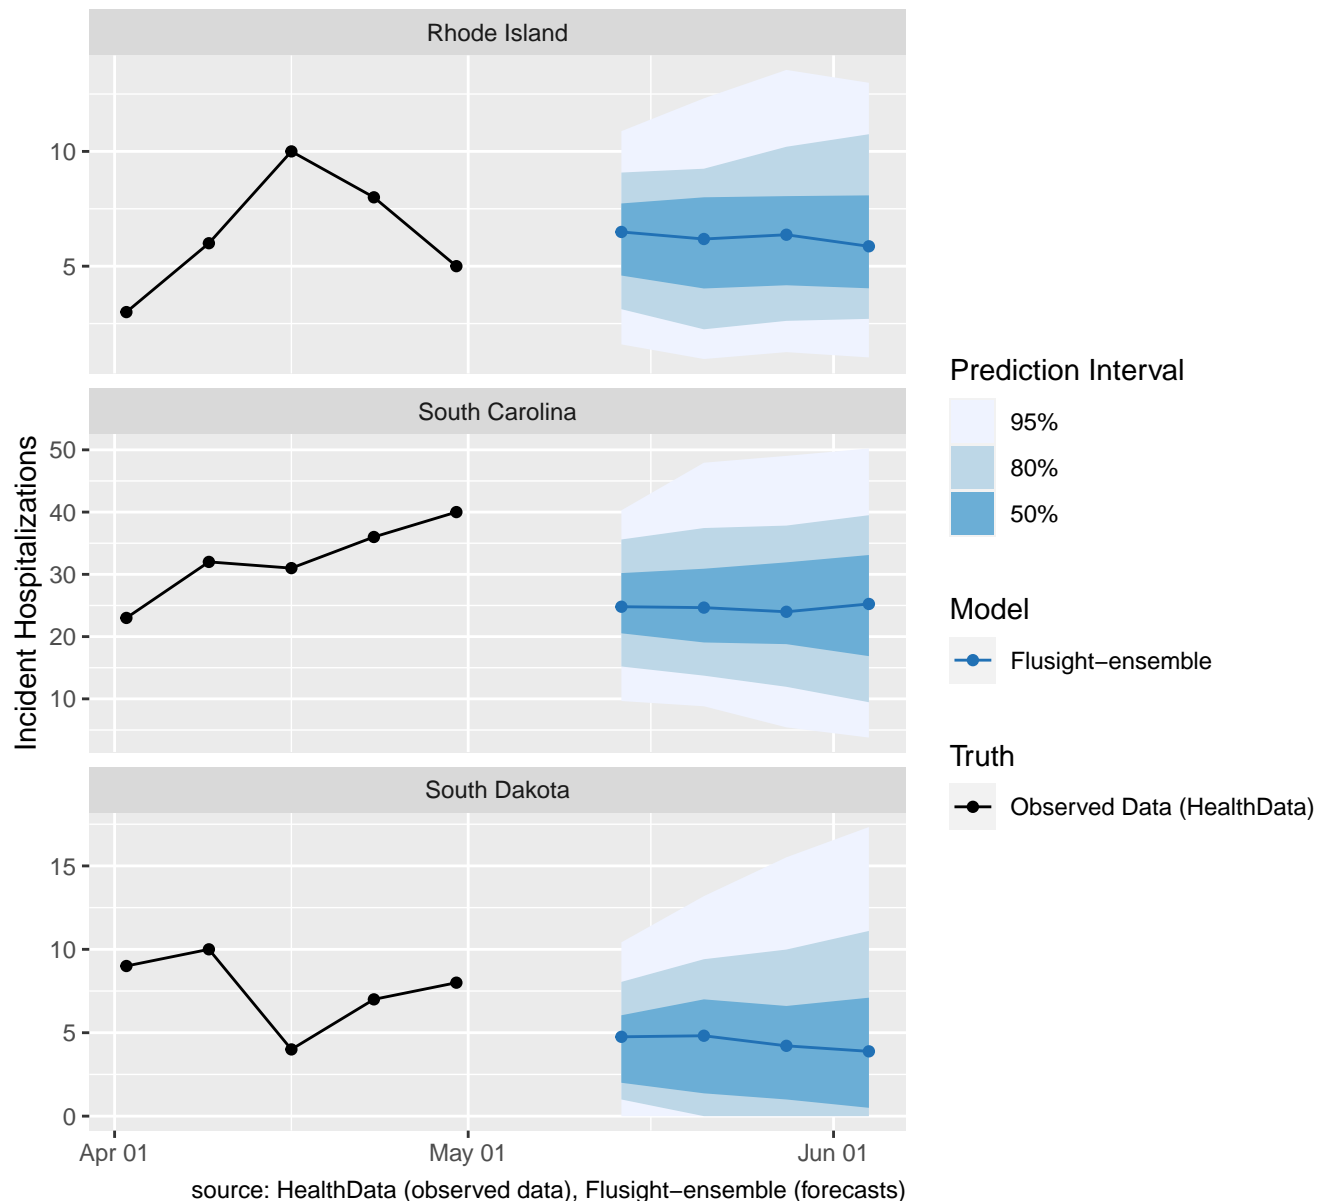 Rhode Island
10
5
South Carolina
50
40
30
20
10
South Dakota
15
10
5
0
Apr 01
May 01
Jun 01
Incident Hospitalizations
source: HealthData (observed data), Flusight−ensemble (forecasts)
Prediction Interval
95%
80%
50%
Model
Flusight−ensemble
Truth
Observed Data (HealthData)